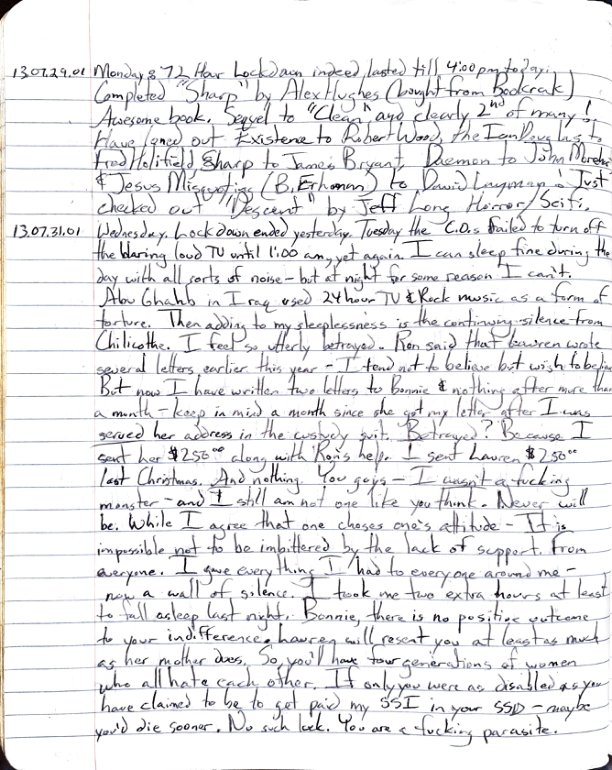 13.07.29.01 Monday: 72 Hour Lockdown indeed lasted till 4:00 pm today.
Completed "Sharp" by Alex Hughes (bought from Bookcrak)
Awesome book. Sequel to "Clean" and clearly 2nd of many!
Have loaned out Existence to Robert Wood, the Ian Douglas to
Fred Holifield Sharp to James Bryant, Daemon to John
& Jesus Misquoting (B. Erhman) to David Layman. Just
checked out "Descent" by Jeff Long Horror/Scifi.
13.07.31.01 Wednesday. Lockdown ended yesterday. Tuesday the C.O.s failed to turn off
the blaring loud TV until 1:00 am, yet again. I can sleep fine during the
day with all sorts of noise - but at night for some reason I can't.
Abu Ghahb in Iraq used 24 hour TV & Rock music as a form of
torture. Then adding to my sleeplessness is the continuing silence from
Chilicothe. I feel so utterly betrayed. Ron said that Lauren wrote
several letters earlier this year - I tend not to believe but wish to believe
But now I have written two letters to Bonnie & nothing after more than
a month - keep in mind a month since she got my letter after I was
served her address in the custody suit. Betrayed? Because I
sent her $250.00 along with Ron's help. I sent Lauren $250.00
last Christmas. And nothing. You guys - I wasn't a fucking
monster - and I still am not one like you think. Never will
be. While I agree that one choses one's attitude - It is
impossible not to be imbittered by the lack of support from
everyone. I gave everything I had to everyone around me -
now a wall of silence. I took me two extra hours at least
to fall asleep last night. Bonnie, there is no positive outcome
to your indifference. Lauren will resent you at least as much
as her mother does. So, you'll have four generations of women
who all hate each other. If only you were as disabled as you
have claimed to be to get paid my SSI in your SSD - maybe
you'd die sooner. No such luck. You are a fucking parasite.